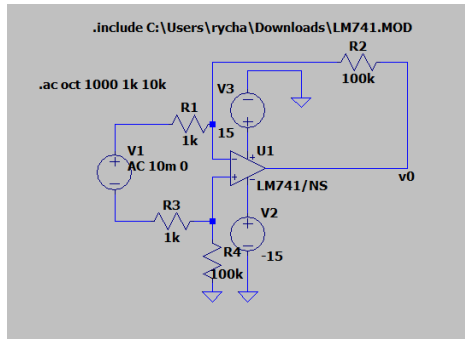 .include C:\Users\rycha\Downloads\LM741.MOD
R2
100k
.ac oct 1000 1k 10k
V3
15
R1
1k
U1
V1
AC 10m 0
LM741/NS
v0
R3
1k
V2
-15
R4
100k